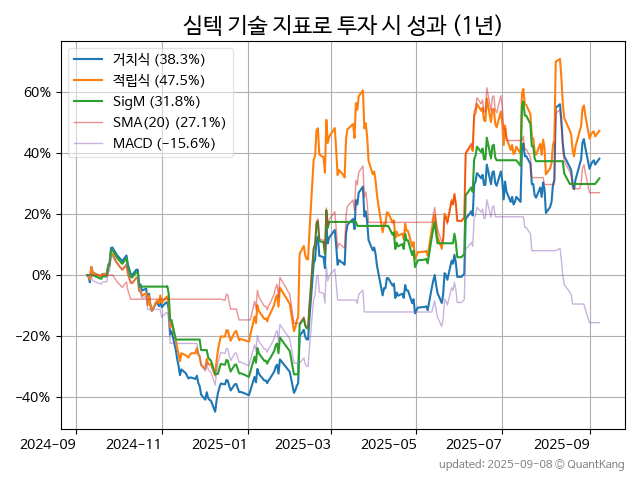 심텍 기술 지표로 투자 시 성과 (1년)
거치식 (38.3%)
적립식 (47.5%)
SigM (31.8%)
SMA(20) (27.1%)
MACD (−15.6%)
60%
40%
20%
0%
−20%
−40%
2024-09 2024-11 2025-01 2025-03 2025-05 2025-07 2025-09
updated: 2025-09-08 © QuantKang